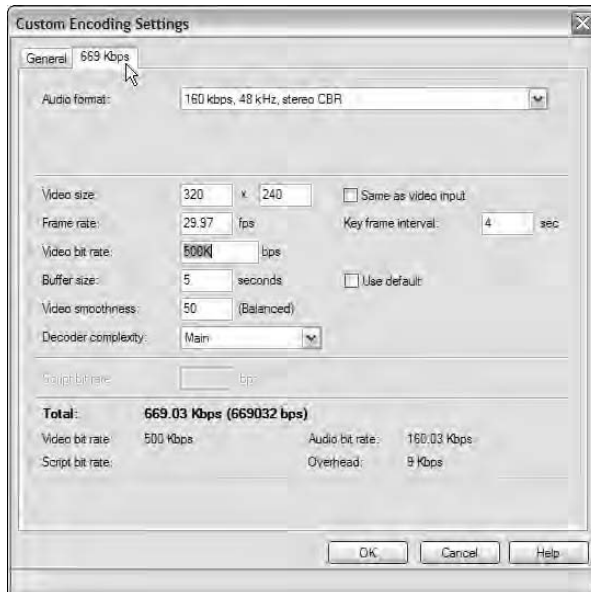 Custom Encoding Settings
General 669 Kbps
Audio format: 160 kbps, 48 kHz, stereo CBR
Video size: 320 x 240 Same as video input
Frame rate: 29.97 fps Key frame interval: 4 sec
Video bit rate: 500K bps
Buffer size: 5 seconds Use default
Video smoothness: 50 (Balanced)
Decoder complexity: Main
Script bit rate: bps
Total: 669.03 Kbps (669032 bps)
Video bit rate 500 Kbps Audio bit rate: 160.03 Kbps
Script bit rate: Overhead: 9 Kbps
OK Cancel Help